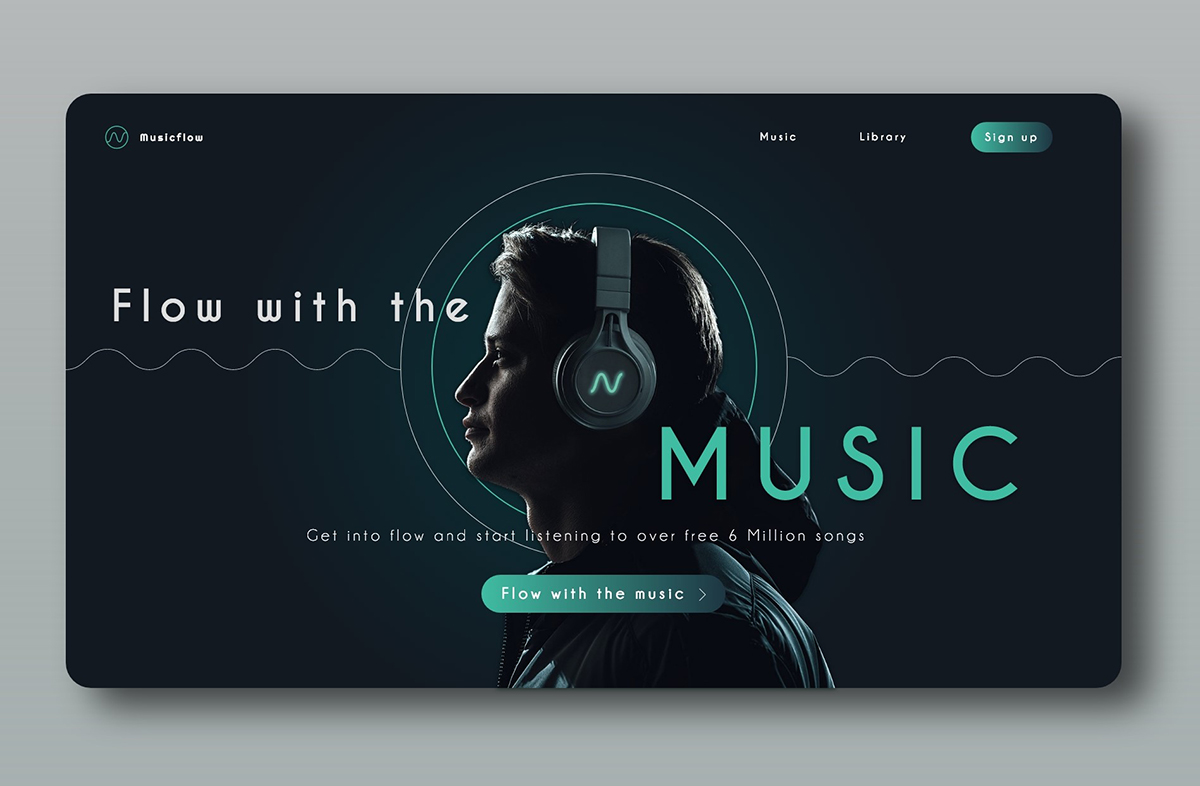 Musicflow
Music
Library
Sign up
Flow with the
MUSIC
Get into flow and start listening to over free 6 Million songs
Flow with the music